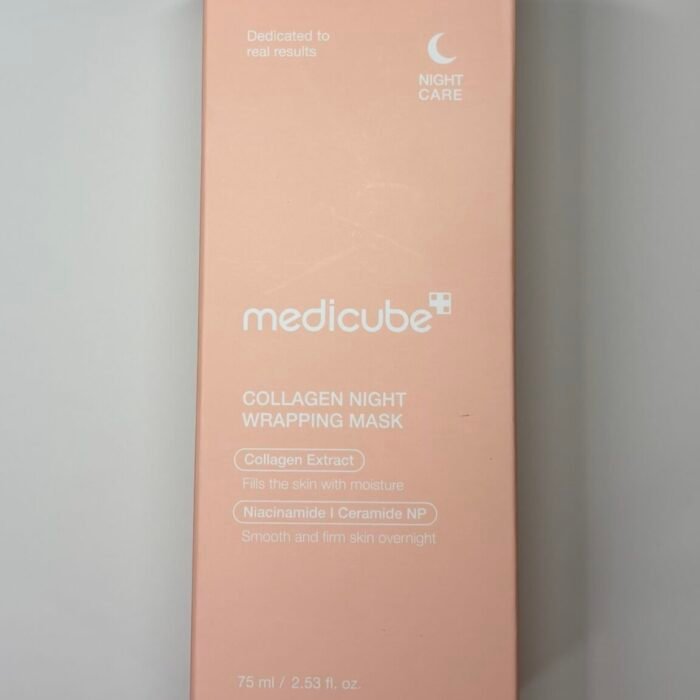 Dedicated to
real results
NIGHT
CARE
medicube
COLLAGEN NIGHT
WRAPPING MASK
Collagen Extract
Fills the skin with moisture
Niacinamide | Ceramide NP
Smooth and firm skin overnight
75 ml / 2.53 fl. oz.